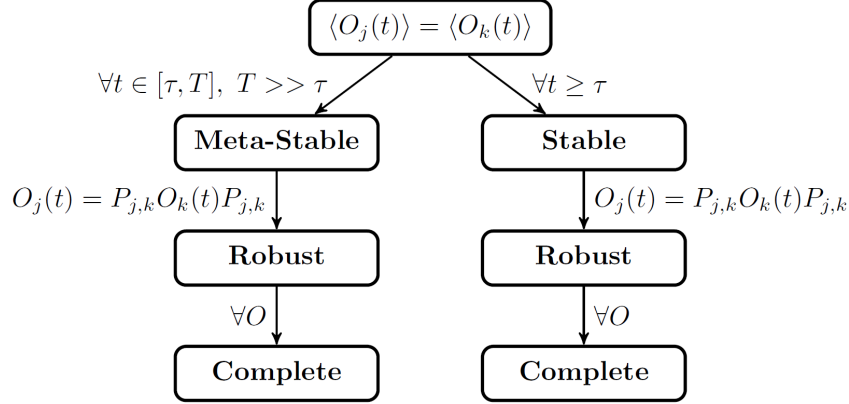 ⟨O_j(t)⟩ = ⟨O_k(t)⟩
∀t ∈ [τ, T], T >> τ
∀t ≥ τ
Meta-Stable
Stable
O_j(t) = P_{j,k}O_k(t)P_{j,k}
O_j(t) = P_{j,k}O_k(t)P_{j,k}
Robust
Robust
∀O
∀O
Complete
Complete